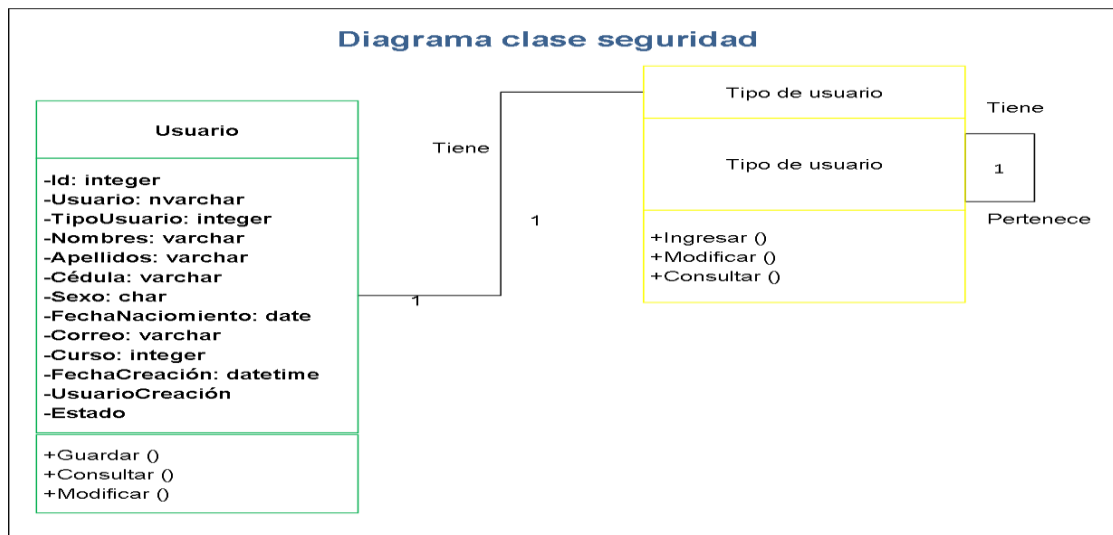 Diagrama clase seguridad
Usuario
-Id: integer
-Usuario: nvarchar
-TipoUsuario: integer
-Nombres: varchar
-Apellidos: varchar
-Cédula: varchar
-Sexo: char
-FechaNaciomiento: date
-Correo: varchar
-Curso: integer
-FechaCreación: datetime
-UsuarioCreación
-Estado
+Guardar ()
+Consultar ()
+Modificar ()
Tiene
1
1
Tipo de usuario
Tipo de usuario
+Ingresar ()
+Modificar ()
+Consultar ()
Tiene
1
Pertenece